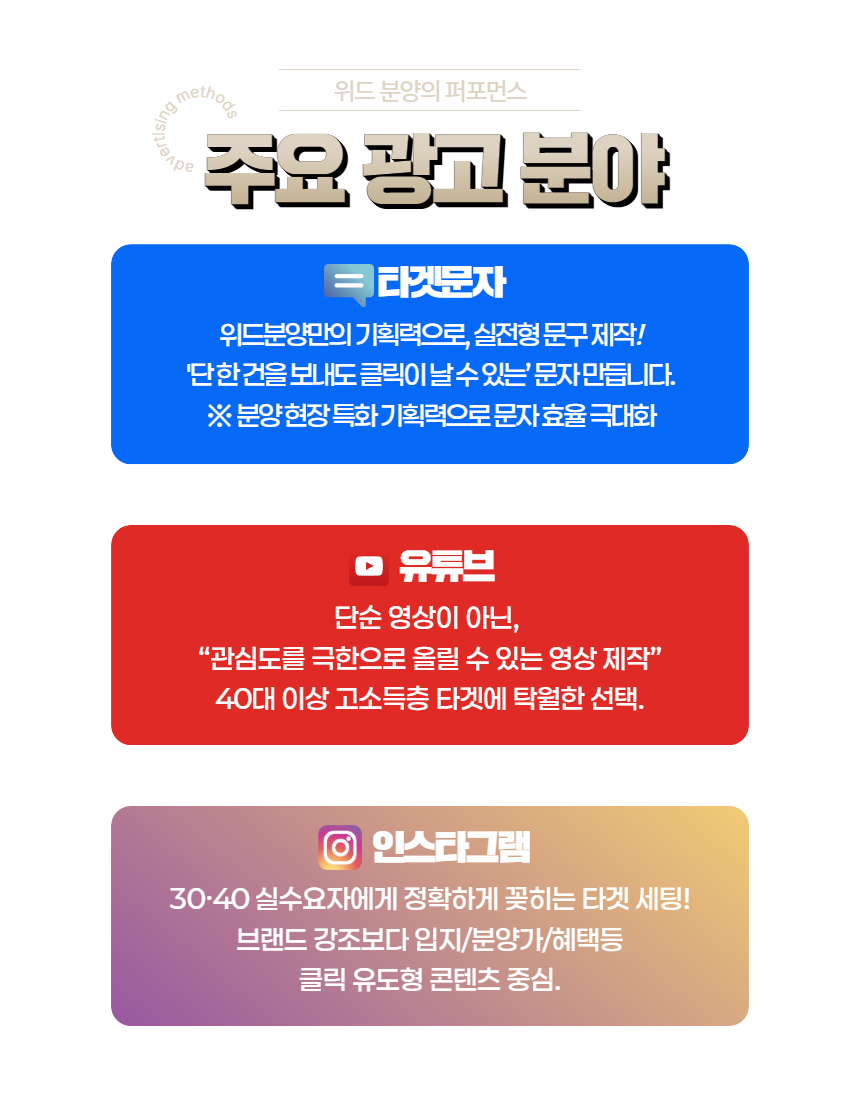 위드 분양의 퍼포먼스
advertising methods
주요 광고 분야
타겟문자
위드분양만의 기획력으로, 실전형 문구 제작!
'단 한 건을 보내도 클릭이 날 수 있는’ 문자 만듭니다.
※ 분양 현장 특화 기획력으로 문자 효율 극대화
유튜브
단순 영상이 아닌,
“관심도를 극한으로 올릴 수 있는 영상 제작”
40대 이상 고소득층 타겟에 탁월한 선택.
인스타그램
30·40 실수요자에게 정확하게 꽂히는 타겟 세팅!
브랜드 강조보다 입지/분양가/혜택등
클릭 유도형 콘텐츠 중심.